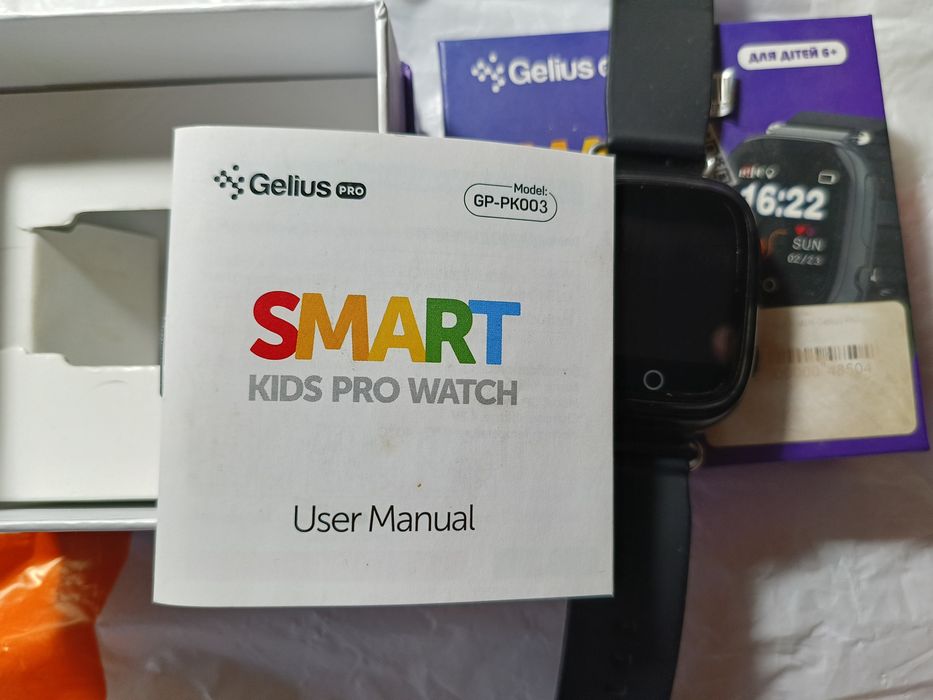 Gelius PRO
Model:
GP-PK003
SMART
KIDS PRO WATCH
User Manual
Gelius
ДЛЯ ДІТЕЙ 6+
16:22
SUN
02/23